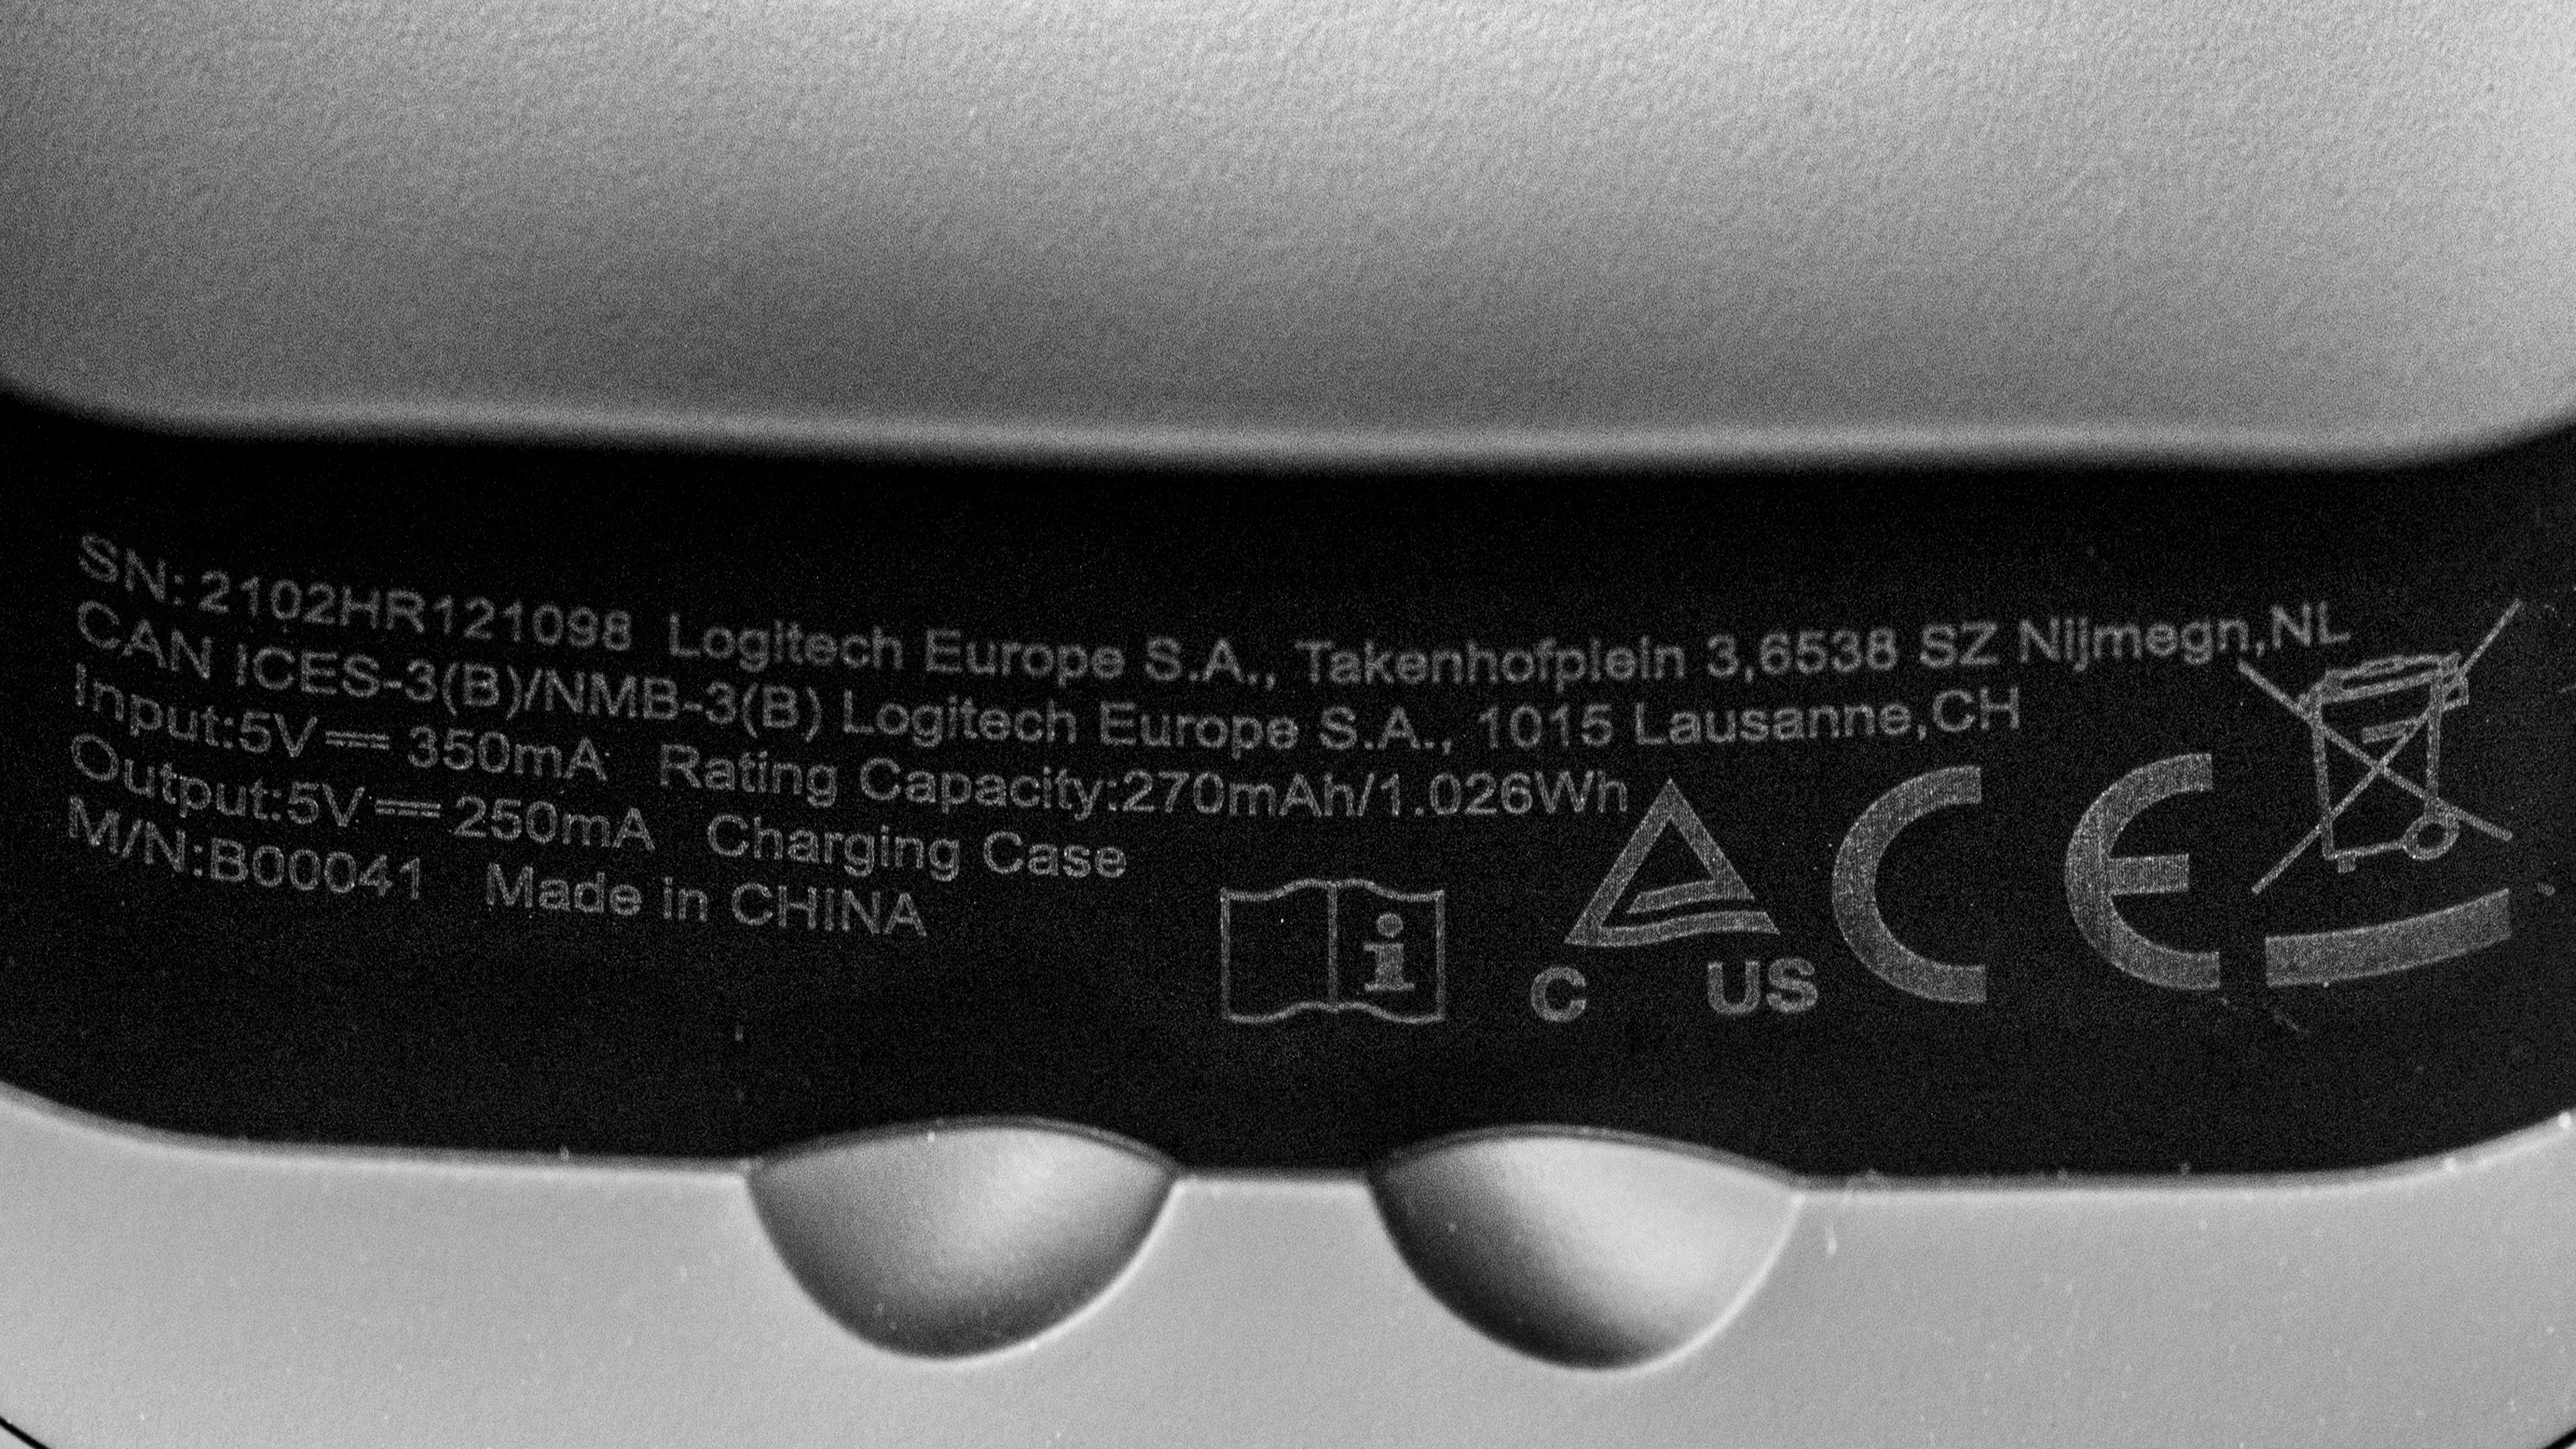 SN: 2102HR121098 Logitech Europe S.A., Takenhofplein 3,6538 SZ Nijmegn,NL
CAN ICES-3(B)/NMB-3(B) Logitech Europe S.A., 1015 Lausanne,CH
Input:5V⎓350mA Rating Capacity:270mAh/1.026Wh
Output:5V⎓250mA Charging Case
M/N:B00041 Made in CHINA
i
C US
CE